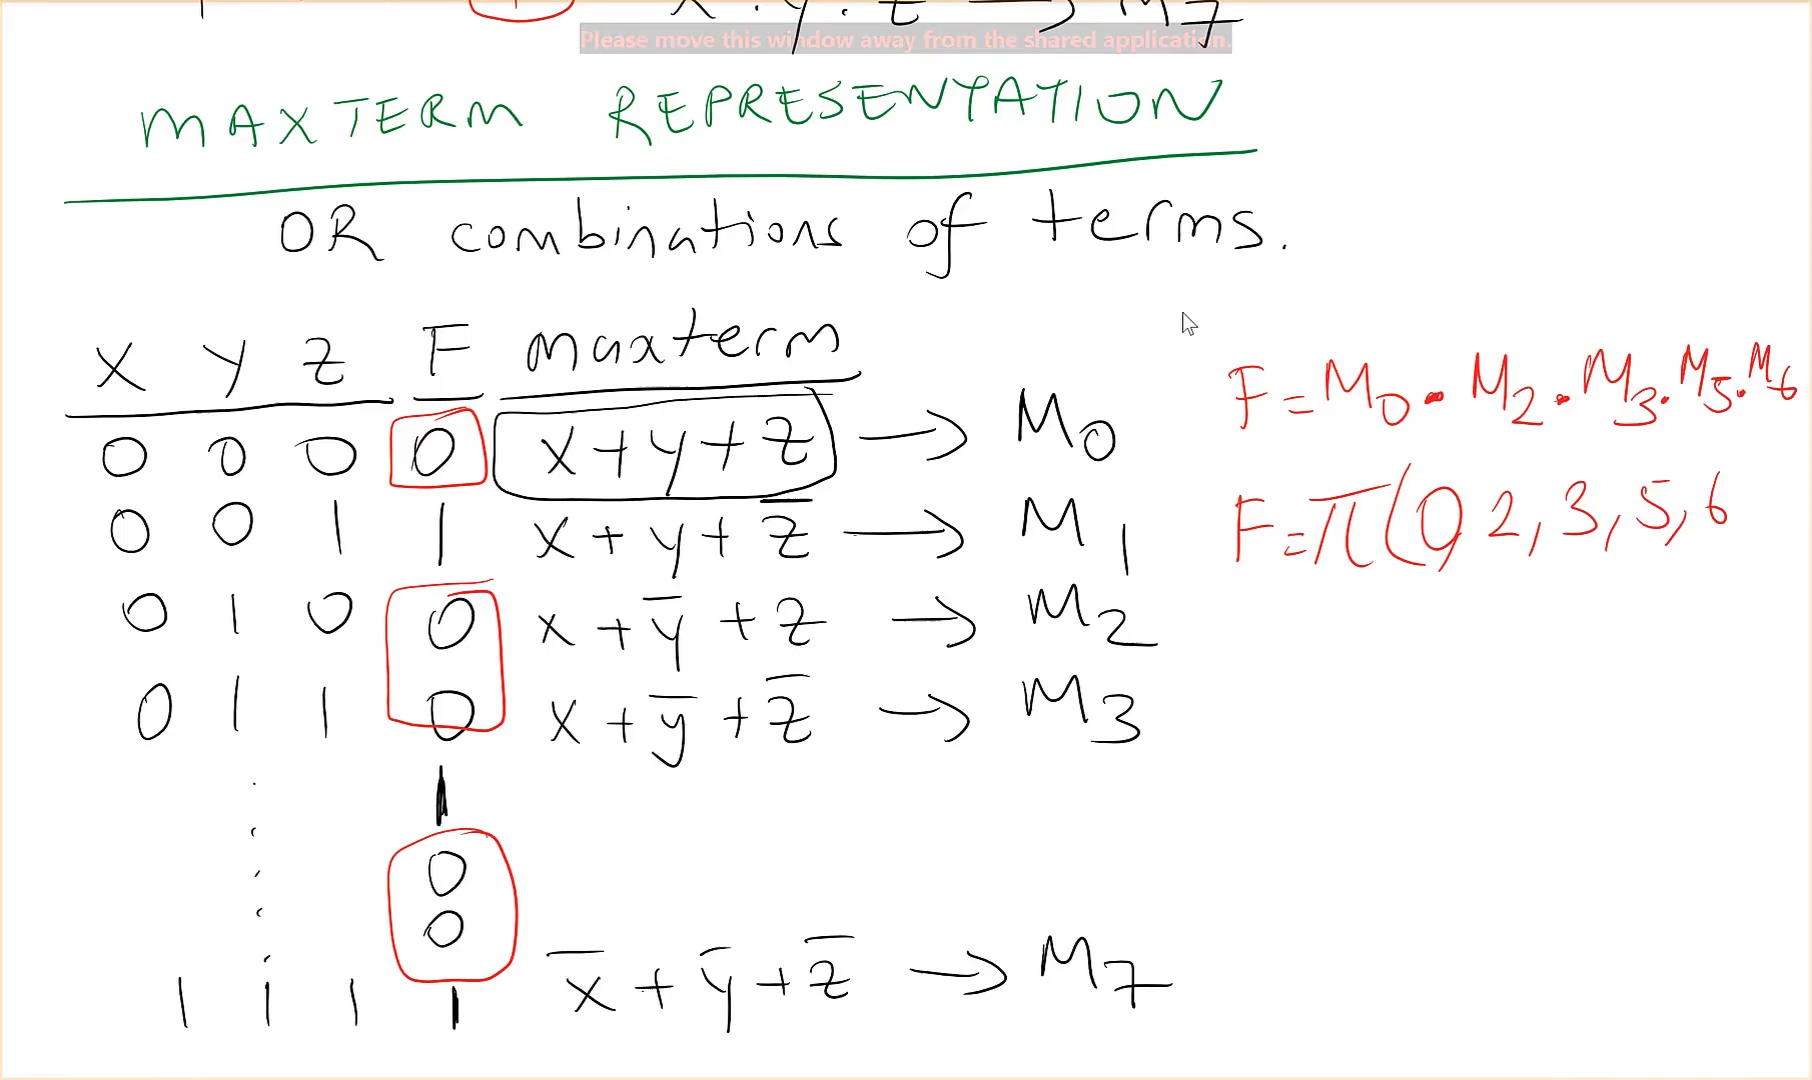 x · y · z → m7
Please move this window away from the shared application.
MAXTERM REPRESENTATION
OR combinations of terms.
x y z F maxterm
0 0 0 0 x + y + z → M0
0 0 1 1 x + y + z̅ → M1
0 1 0 0 x + y̅ + z → M2
0 1 1 0 x + y̅ + z̅ → M3
1
0
0
1 1 1 1 x̅ + y̅ + z̅ → M7
F = M0 · M2 · M3 · M5 · M6
F = π(0, 2, 3, 5, 6